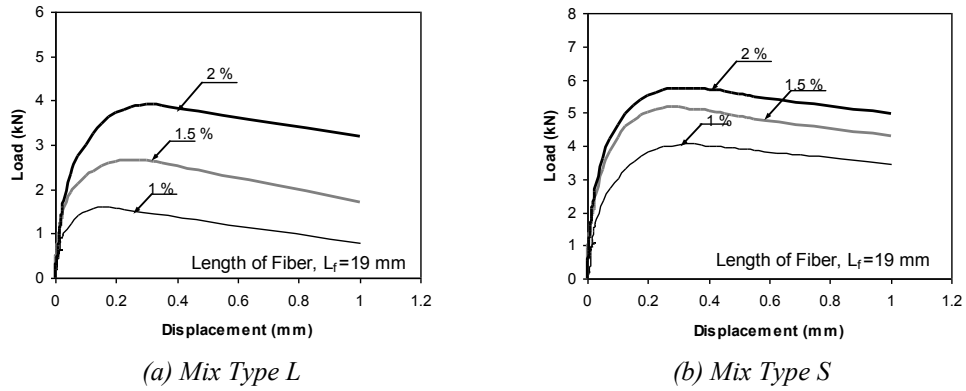 6
5
4
3
2
1
0
Load (kN)
2 %
1.5 %
1 %
Length of Fiber, Lf=19 mm
0 0.2 0.4 0.6 0.8 1 1.2
Displacement (mm)
(a) Mix Type L
8
7
6
5
4
3
2
1
0
Load (kN)
2 %
1.5 %
1%
Length of Fiber, Lf=19 mm
0 0.2 0.4 0.6 0.8 1 1.2
Displacement (mm)
(b) Mix Type S